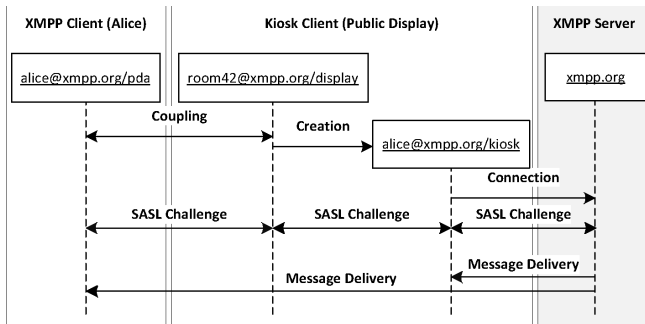 XMPP Client (Alice)
Kiosk Client (Public Display)
XMPP Server
alice@xmpp.org/pda
room42@xmpp.org/display
xmpp.org
Coupling
Creation
alice@xmpp.org/kiosk
Connection
SASL Challenge
SASL Challenge
SASL Challenge
Message Delivery
Message Delivery